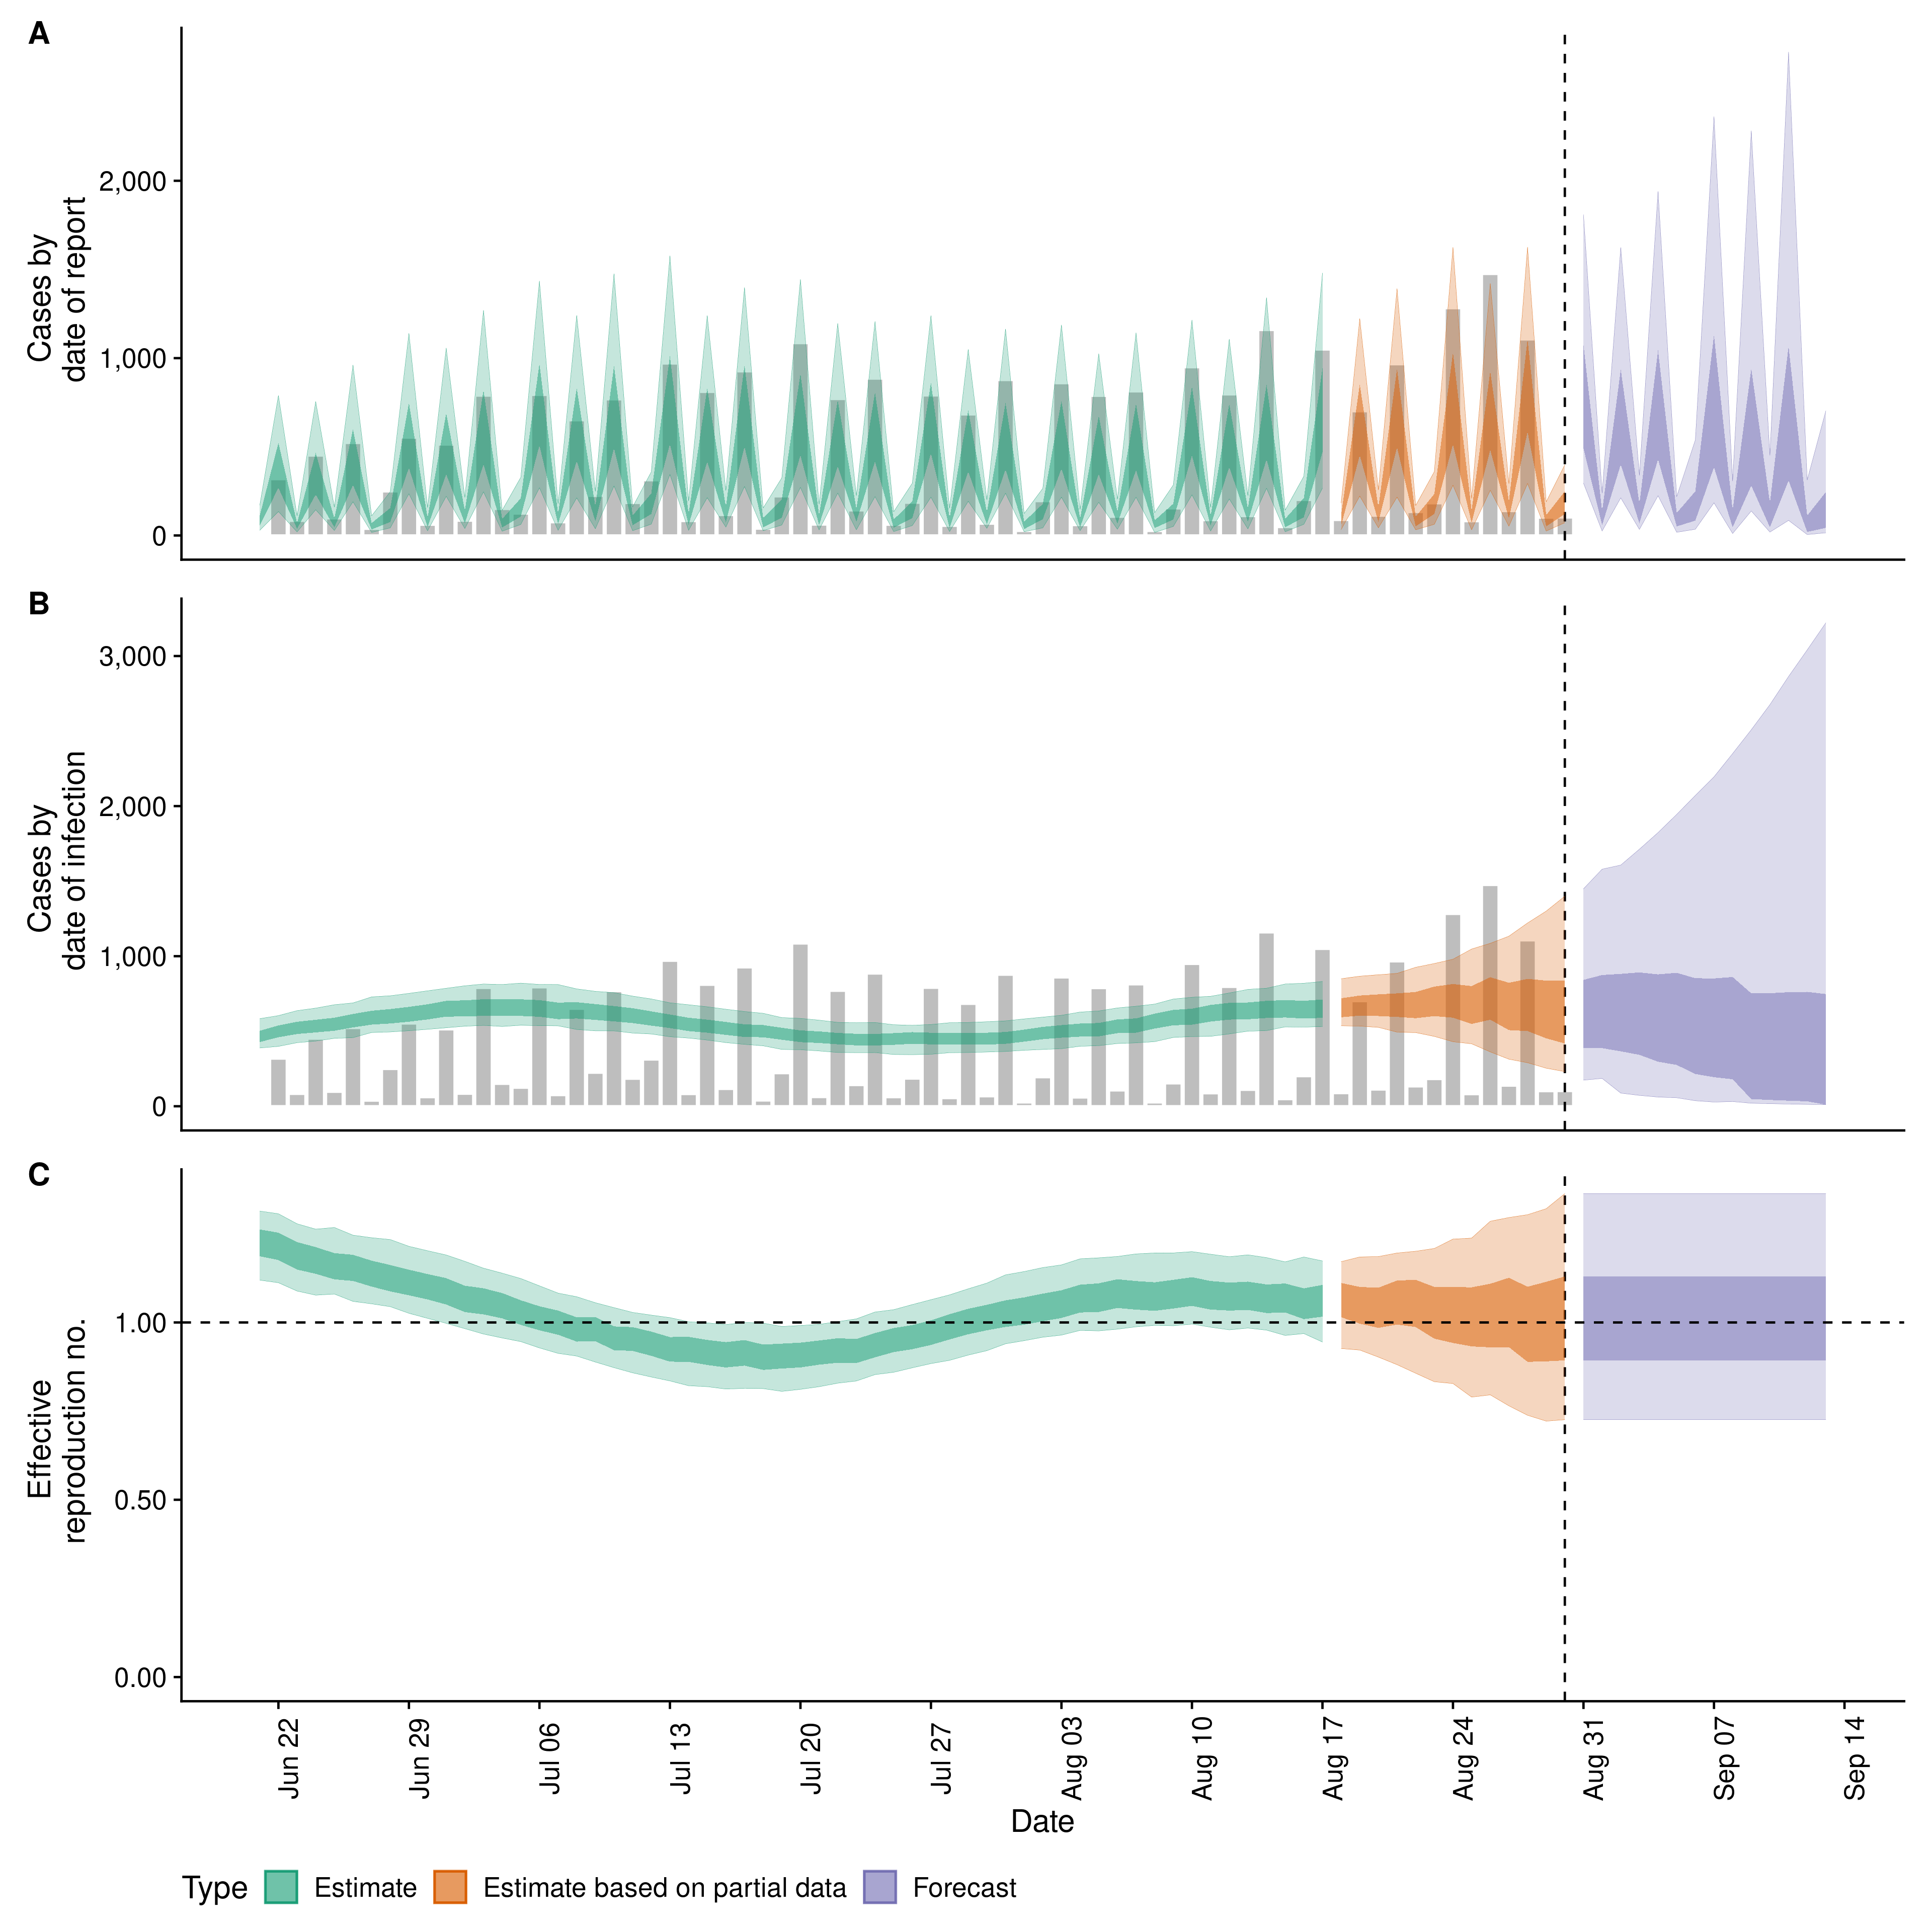 A
Cases by
date of report
2,000
1,000
0
B
Cases by
date of infection
3,000
2,000
1,000
0
C
Effective
reproduction no.
1.00
0.50
0.00
Jun 22
Jun 29
Jul 06
Jul 13
Jul 20
Jul 27
Aug 03
Aug 10
Aug 17
Aug 24
Aug 31
Sep 07
Sep 14
Date
Type Estimate Estimate based on partial data Forecast